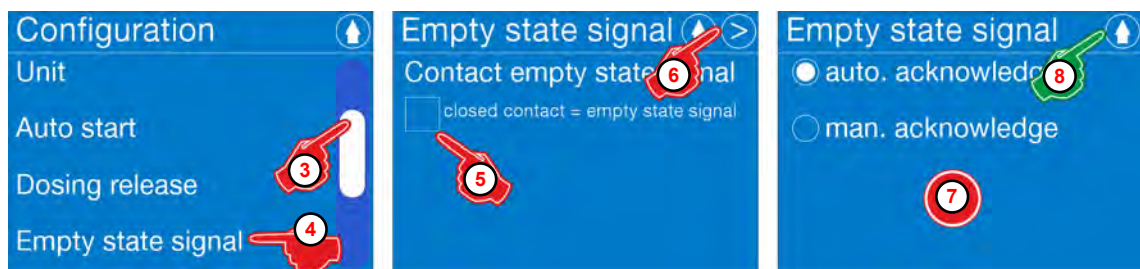 Configuration
Unit
Auto start
3
Dosing release
4
Empty state signal
Empty state signal >
6
Contact empty state signal
closed contact = empty state signal
5
Empty state signal
8
auto. acknowledge
man. acknowledge
7